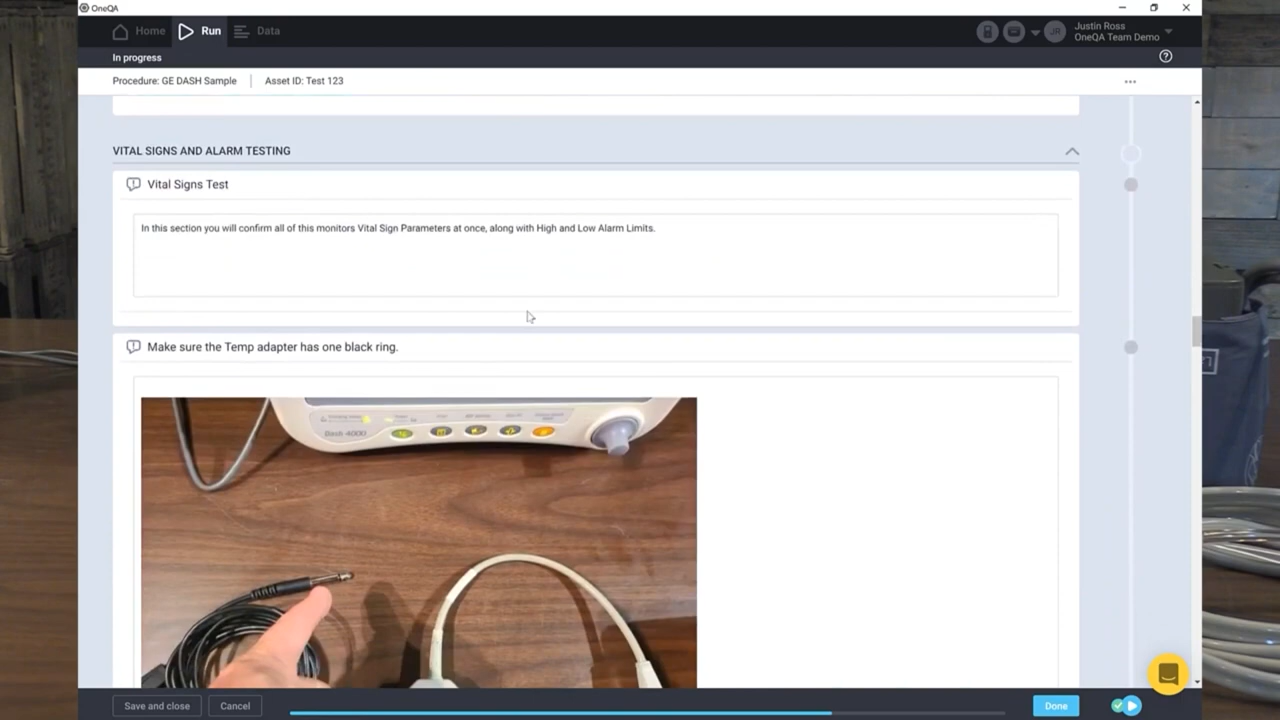 OneQA
Home
Run
Data
JR
Justin Ross
OneQA Team Demo
In progress
Procedure: GE DASH Sample
Asset ID: Test 123
VITAL SIGNS AND ALARM TESTING
Vital Signs Test
In this section you will confirm all of this monitors Vital Sign Parameters at once, along with High and Low Alarm Limits.
Make sure the Temp adapter has one black ring.
Dash 4000
Save and close
Cancel
Done